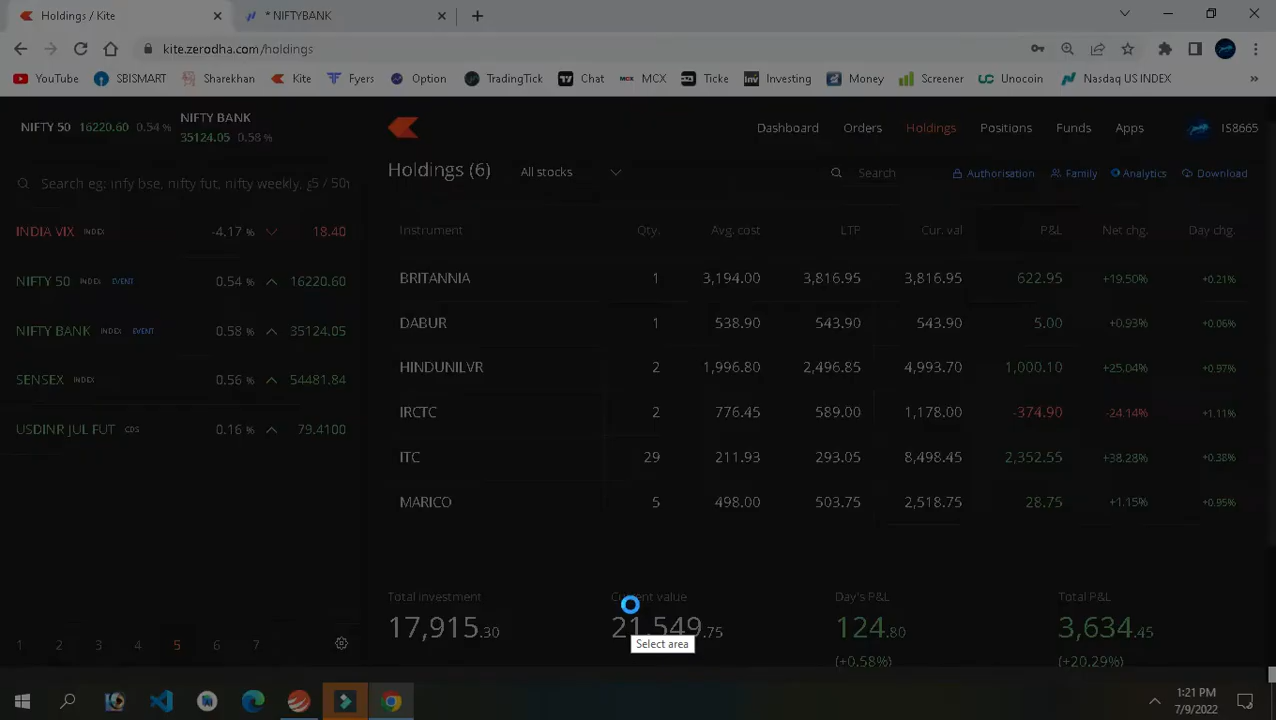 Holdings / Kite
* NIFTYBANK
kite.zerodha.com/holdings
YouTube SBISMART Sharekhan Kite Fyers Option TradingTick Chat MCX Ticke Investing Money Screener Unocoin Nasdaq US INDEX »
NIFTY 50 16220.60 0.54 % NIFTY BANK 35124.05 0.58 %
Dashboard Orders Holdings Positions Funds Apps IS8665
Search eg: infy bse, nifty fut, nifty weekly, g5 / 50h
Holdings (6) All stocks Search Authorisation Family Analytics Download
INDIA VIX INDEX -4.17 % 18.40
NIFTY 50 INDEX EVENT 0.54 % 16220.60
NIFTY BANK INDEX EVENT 0.58 % 35124.05
SENSEX INDEX 0.56 % 54481.84
USDINR JUL FUT CDS 0.16 % 79.4100
Instrument Qty. Avg. cost LTP Cur. val P&L Net chg. Day chg.
BRITANNIA 1 3,194.00 3,816.95 3,816.95 622.95 +19.50% +0.21%
DABUR 1 538.90 543.90 543.90 5.00 +0.93% +0.06%
HINDUNILVR 2 1,996.80 2,496.85 4,993.70 1,000.10 +25.04% +0.97%
IRCTC 2 776.45 589.00 1,178.00 -374.90 -24.14% +1.11%
ITC 29 211.93 293.05 8,498.45 2,352.55 +38.28% +0.38%
MARICO 5 498.00 503.75 2,518.75 28.75 +1.15% +0.95%
Total investment Current value Day's P&L Total P&L
17,915.30 21,549.75 124.80 3,634.45
(+0.58%) (+20.29%)
Select area
1 2 3 4 5 6 7
1:21 PM
7/9/2022